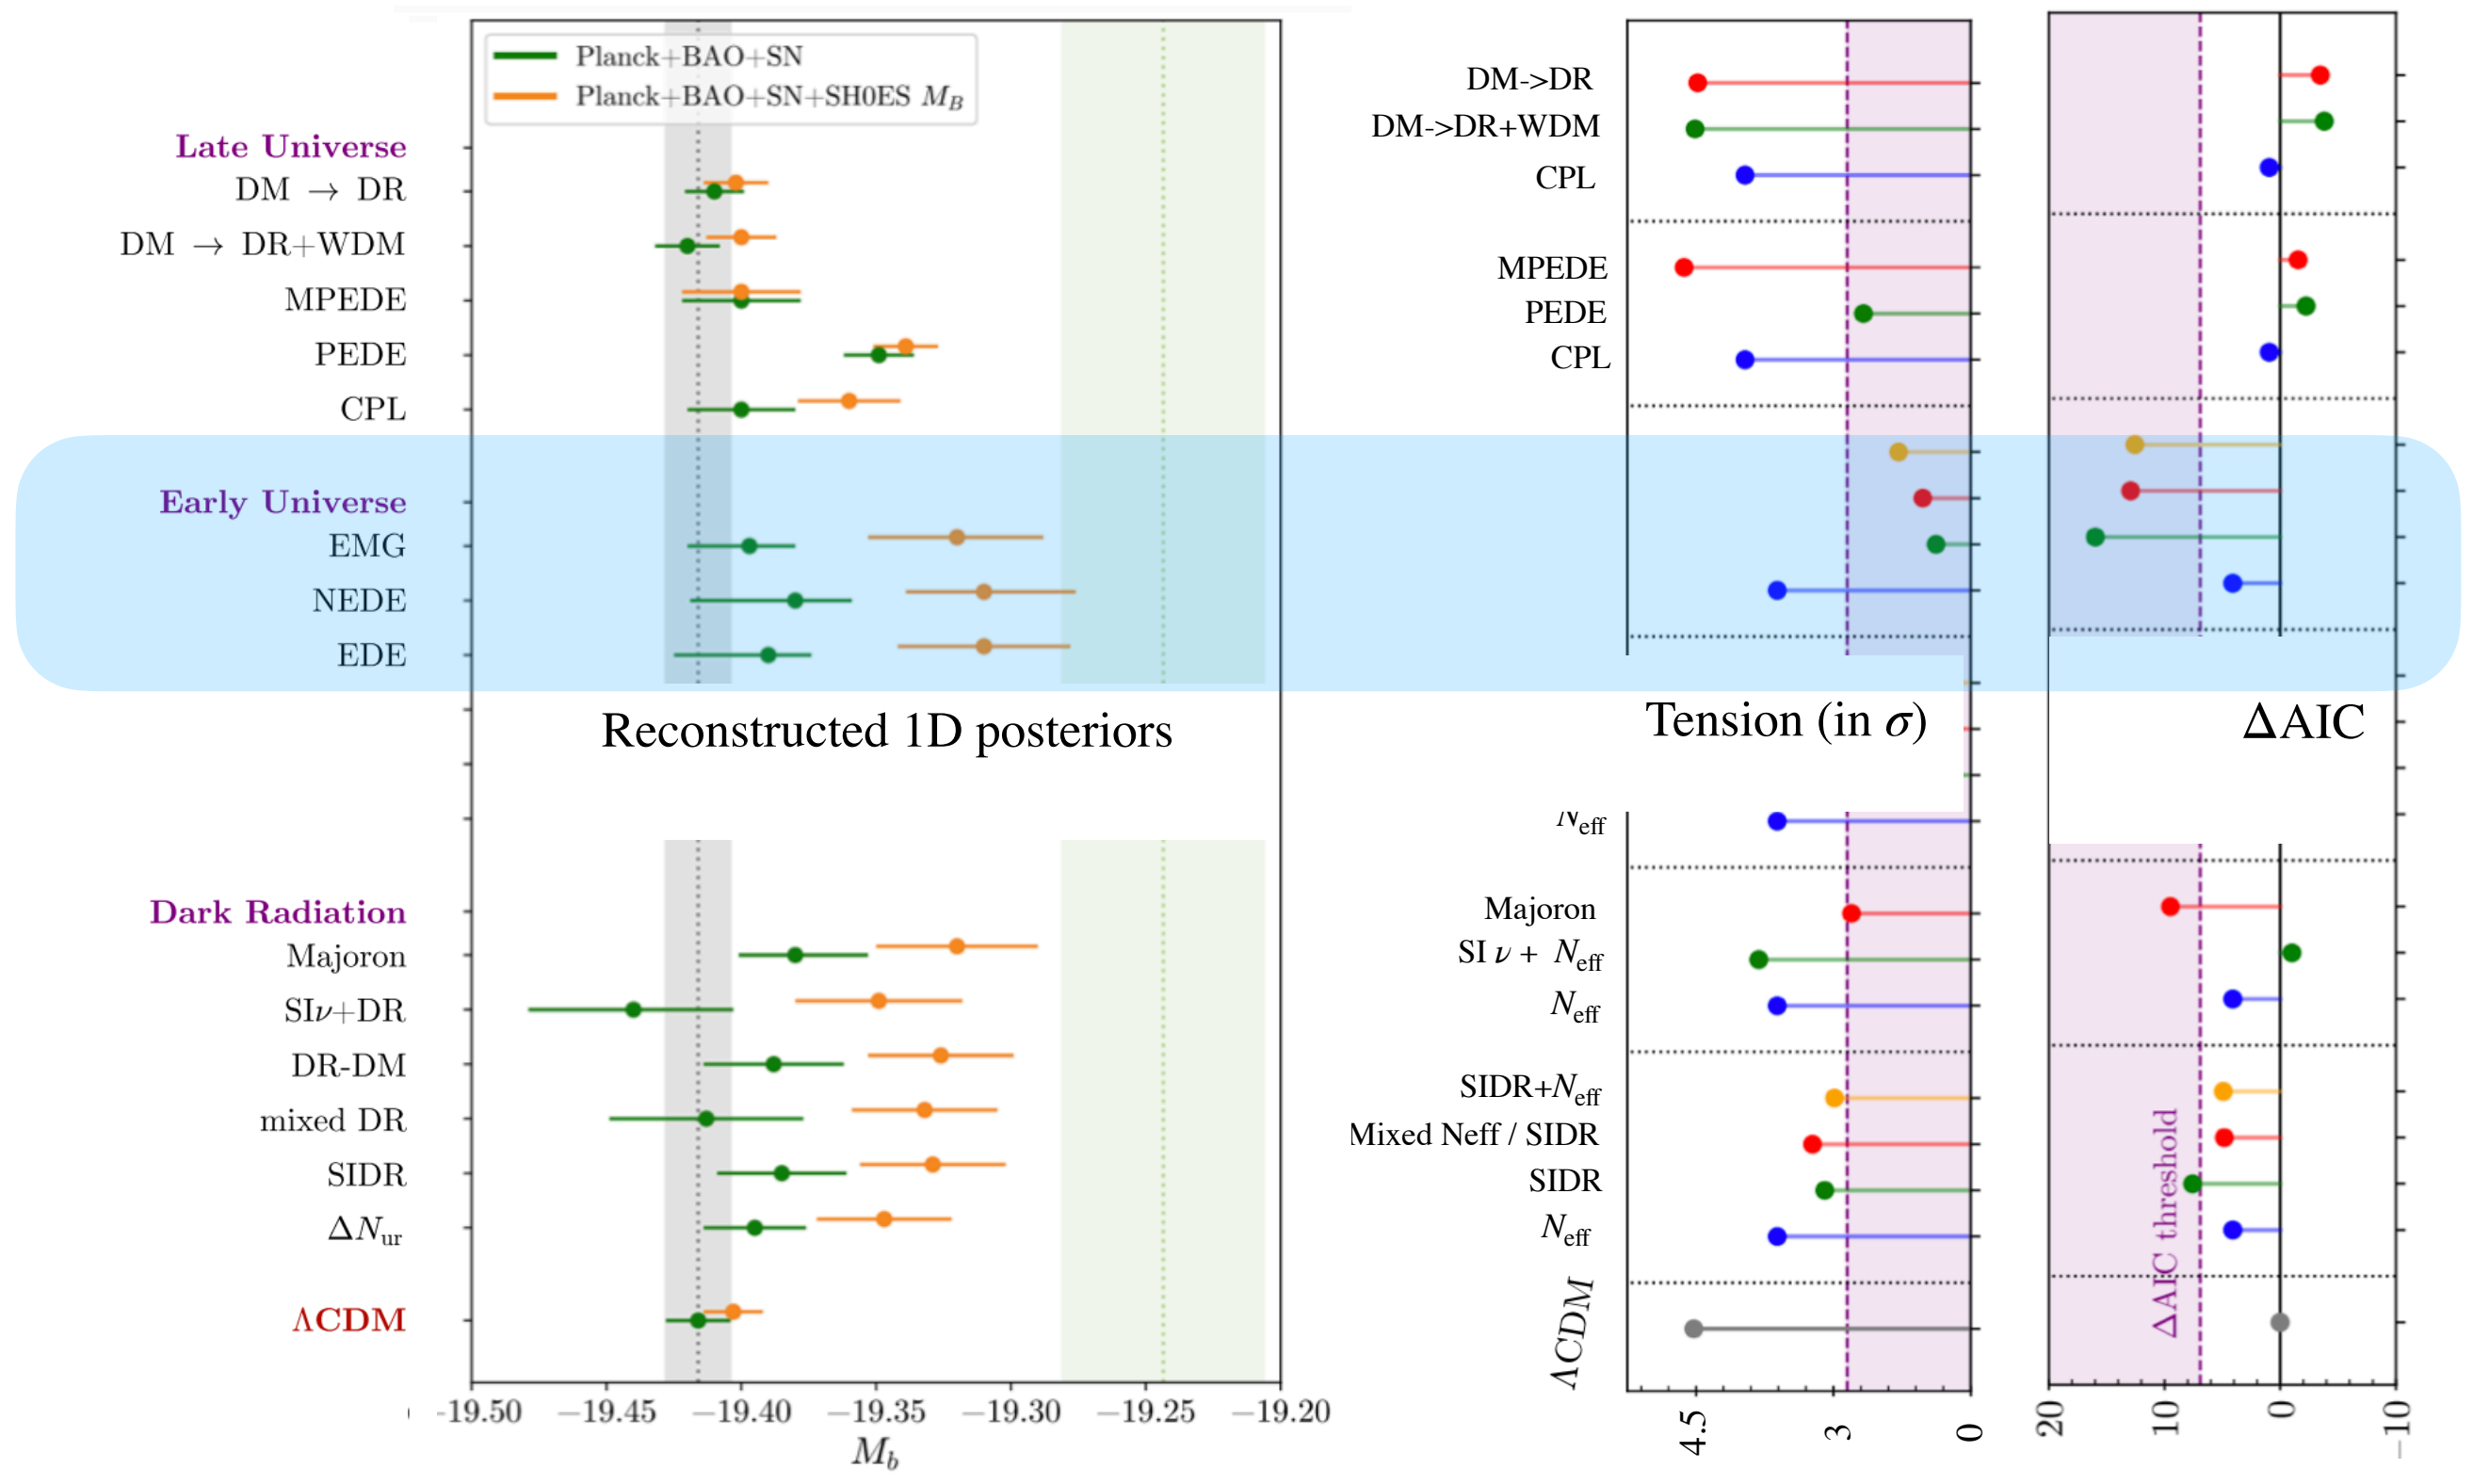 Planck+BAO+SN
Planck+BAO+SN+SH0ES M_B
Late Universe
DM → DR
DM → DR+WDM
MPEDE
PEDE
CPL
Early Universe
EMG
NEDE
EDE
Reconstructed 1D posteriors
Dark Radiation
Majoron
SIν+DR
DR-DM
mixed DR
SIDR
ΔN_ur
ΛCDM
-19.50 −19.45 −19.40 −19.35 −19.30 −19.25 −19.20
M_b
DM->DR
DM->DR+WDM
CPL
MPEDE
PEDE
CPL
Tension (in σ)
N_eff
Majoron
SI ν + N_eff
N_eff
SIDR+N_eff
Mixed Neff / SIDR
SIDR
N_eff
ΛCDM
4.5 3 0
ΔAIC
ΔAIC threshold
20 10 0 −10